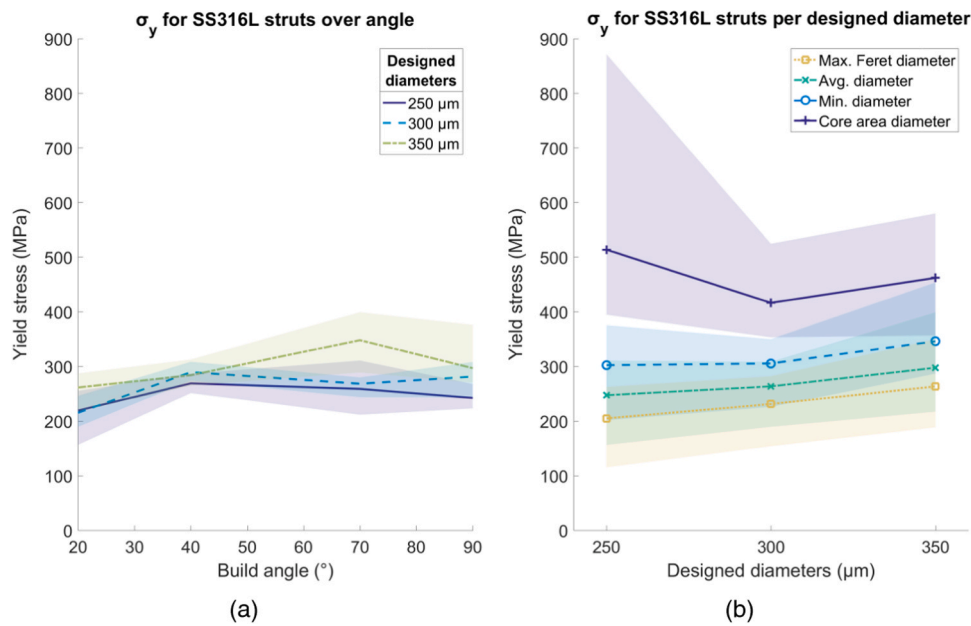 σy for SS316L struts over angle
900
800
700
600
500
400
300
200
100
0
Yield stress (MPa)
Designed
diameters
250 µm
300 µm
350 µm
20
30
40
50
60
70
80
90
Build angle (°)
(a)
σy for SS316L struts per designed diameter
900
800
700
600
500
400
300
200
100
0
Yield stress (MPa)
Max. Feret diameter
Avg. diameter
Min. diameter
Core area diameter
250
300
350
Designed diameters (µm)
(b)